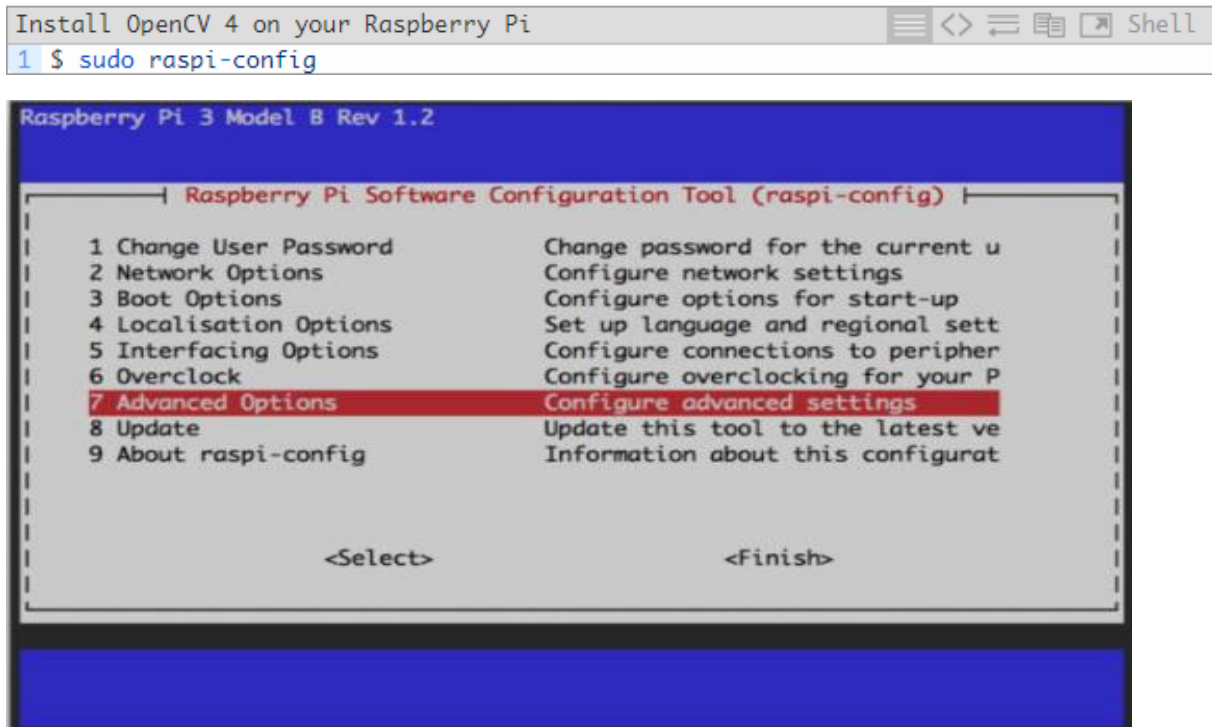 Install OpenCV 4 on your Raspberry Pi <> Shell
1 $ sudo raspi-config
Raspberry Pi 3 Model B Rev 1.2
Raspberry Pi Software Configuration Tool (raspi-config)
1 Change User Password Change password for the current u
2 Network Options Configure network settings
3 Boot Options Configure options for start-up
4 Localisation Options Set up language and regional sett
5 Interfacing Options Configure connections to peripher
6 Overclock Configure overclocking for your P
7 Advanced Options Configure advanced settings
8 Update Update this tool to the latest ve
9 About raspi-config Information about this configurat
<Select> <Finish>